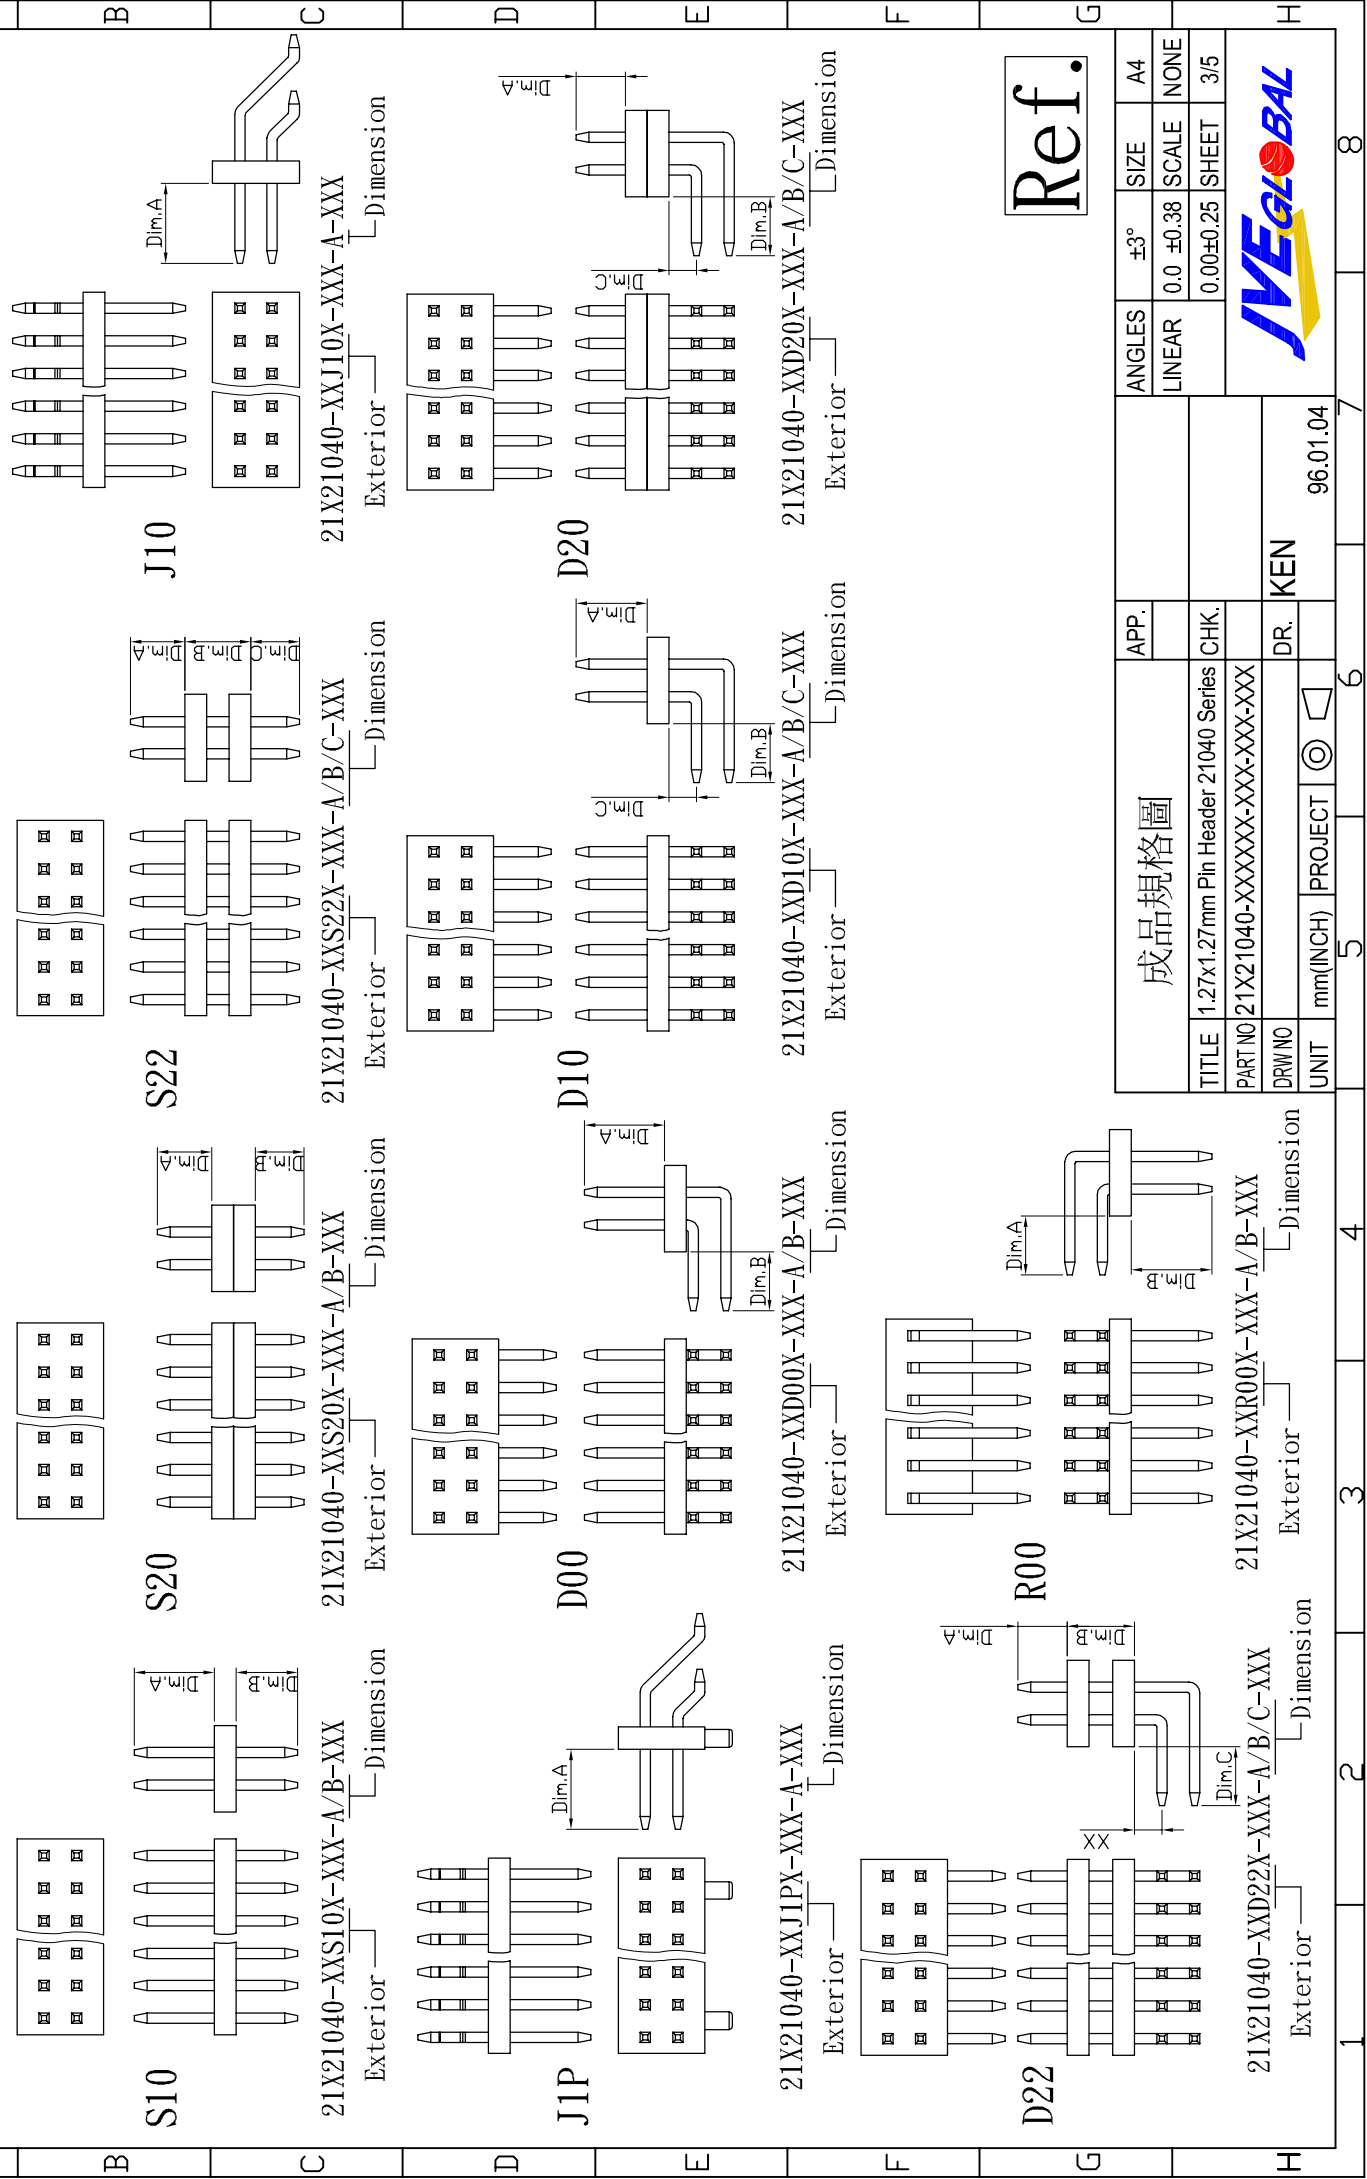 S10
Dim.A
Dim.B
21X21040-XXS10X-XXX-A/B-XXX
Exterior
Dimension
S20
Dim.A
Dim.B
21X21040-XXS20X-XXX-A/B-XXX
Exterior
Dimension
S22
Dim.A
Dim.B
Dim.C
21X21040-XXS22X-XXX-A/B/C-XXX
Exterior
Dimension
J10
Dim.A
21X21040-XXJ10X-XXX-A-XXX
Exterior
Dimension
J1P
Dim.A
21X21040-XXJ1PX-XXX-A-XXX
Exterior
Dimension
D00
Dim.A
Dim.B
21X21040-XXD00X-XXX-A/B-XXX
Exterior
Dimension
D10
Dim.A
Dim.B
Dim.C
21X21040-XXD10X-XXX-A/B/C-XXX
Exterior
Dimension
D20
Dim.A
Dim.B
Dim.C
21X21040-XXD20X-XXX-A/B/C-XXX
Exterior
Dimension
D22
Dim.A
Dim.B
Dim.C
XX
21X21040-XXD22X-XXX-A/B/C-XXX
Exterior
Dimension
R00
Dim.A
Dim.B
21X21040-XXR00X-XXX-A/B-XXX
Exterior
Dimension
Ref.
成品規格圖
TITLE 1.27x1.27mm Pin Header 21040 Series
PART NO 21X21040-XXXXXX-XXX-XXX-XXX
DRW NO
UNIT mm(INCH) PROJECT
APP.
CHK.
DR. KEN 96.01.04
ANGLES ±3° SIZE A4
LINEAR 0.0 ±0.38 SCALE NONE
0.00±0.25 SHEET 3/5
JVE GLOBAL
B C D E F G H
B C D E F G H
1 2 3 4 5 6 7 8